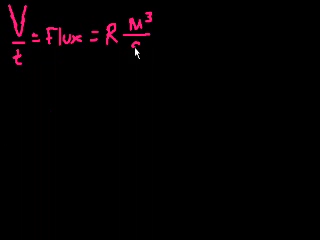 V/t = Flux = R M³/s